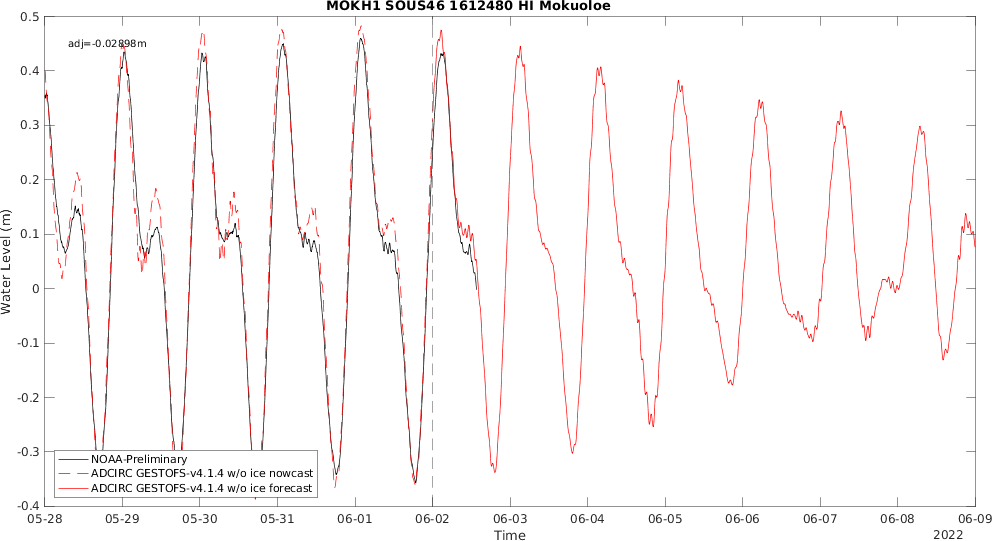 MOKH1 SOUS46 1612480 HI Mokuoloe
adj=-0.02898m
Water Level (m)
0.5
0.4
0.3
0.2
0.1
0
-0.1
-0.2
-0.3
-0.4
NOAA-Preliminary
ADCIRC GESTOFS-v4.1.4 w/o ice nowcast
ADCIRC GESTOFS-v4.1.4 w/o ice forecast
05-28 05-29 05-30 05-31 06-01 06-02 06-03 06-04 06-05 06-06 06-07 06-08 06-09
Time
2022